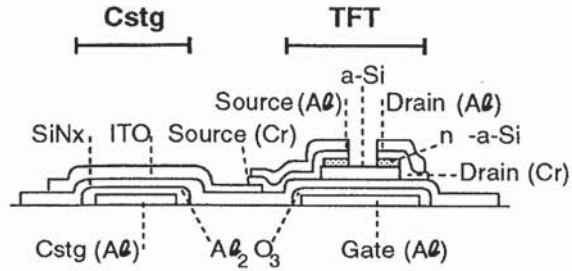 Cstg TFT
a-Si
Source (Aℓ) Drain (Aℓ)
SiNx ITO Source (Cr) n -a-Si
Drain (Cr)
Cstg (Aℓ) Aℓ₂O₃ Gate (Aℓ)